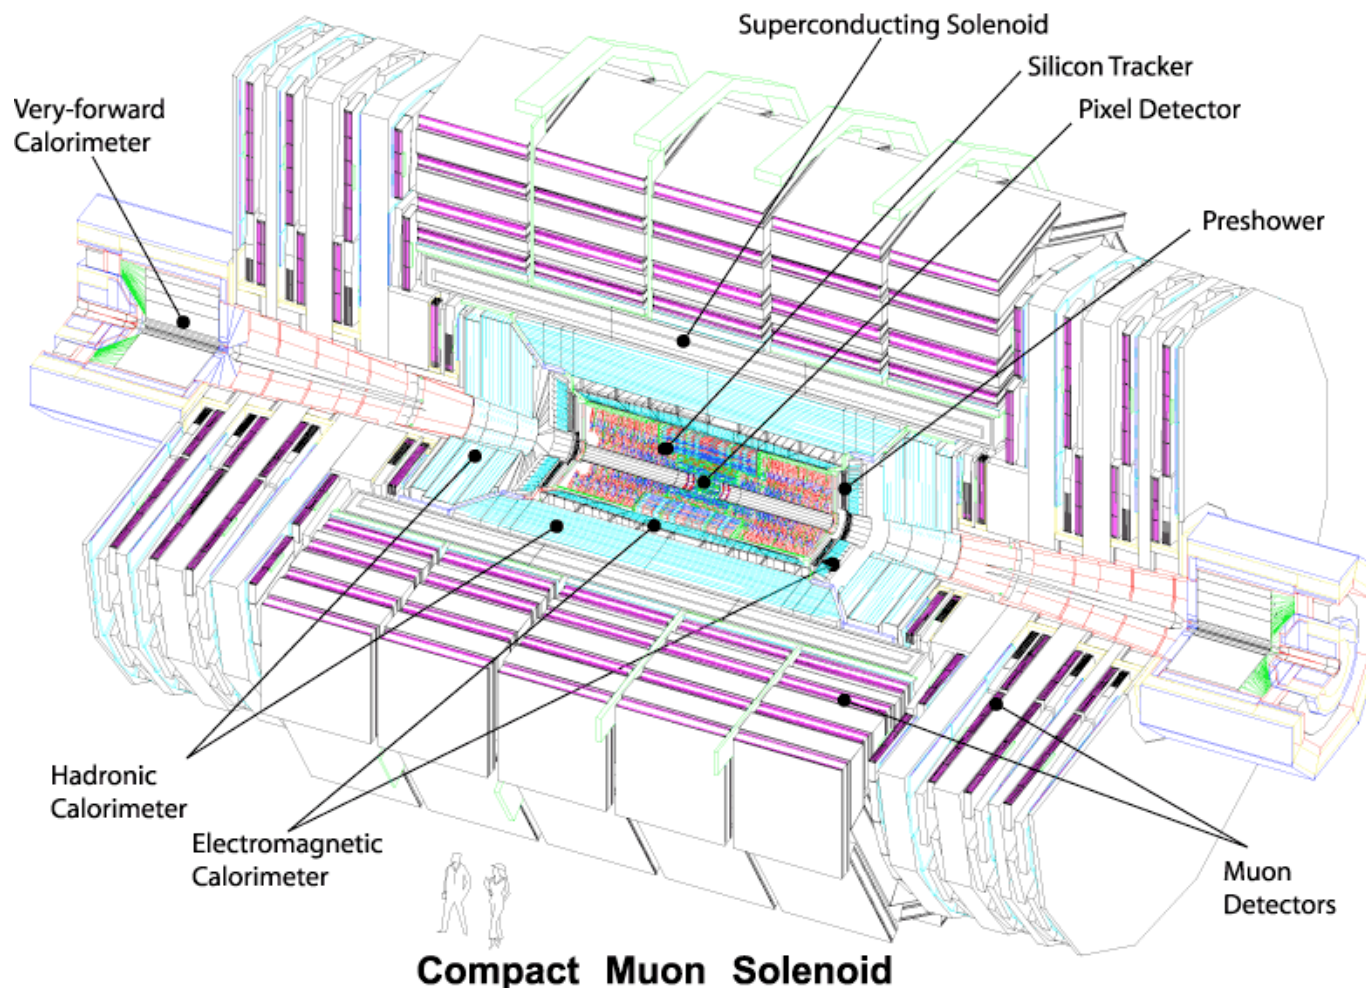 Superconducting Solenoid
Silicon Tracker
Pixel Detector
Very-forward
Calorimeter
Preshower
Hadronic
Calorimeter
Electromagnetic
Calorimeter
Muon
Detectors
Compact Muon Solenoid